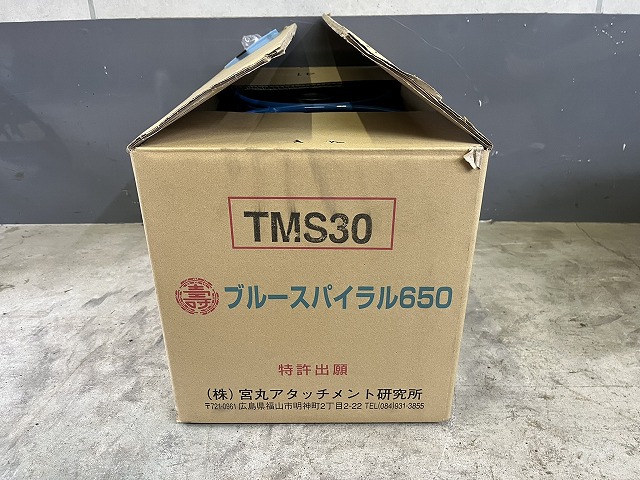 TMS30
ブルースパイラル650
特許出願
(株)宮丸アタッチメント研究所
〒721-0961 広島県福山市明神町2丁目2-22 TEL(084)931-3855